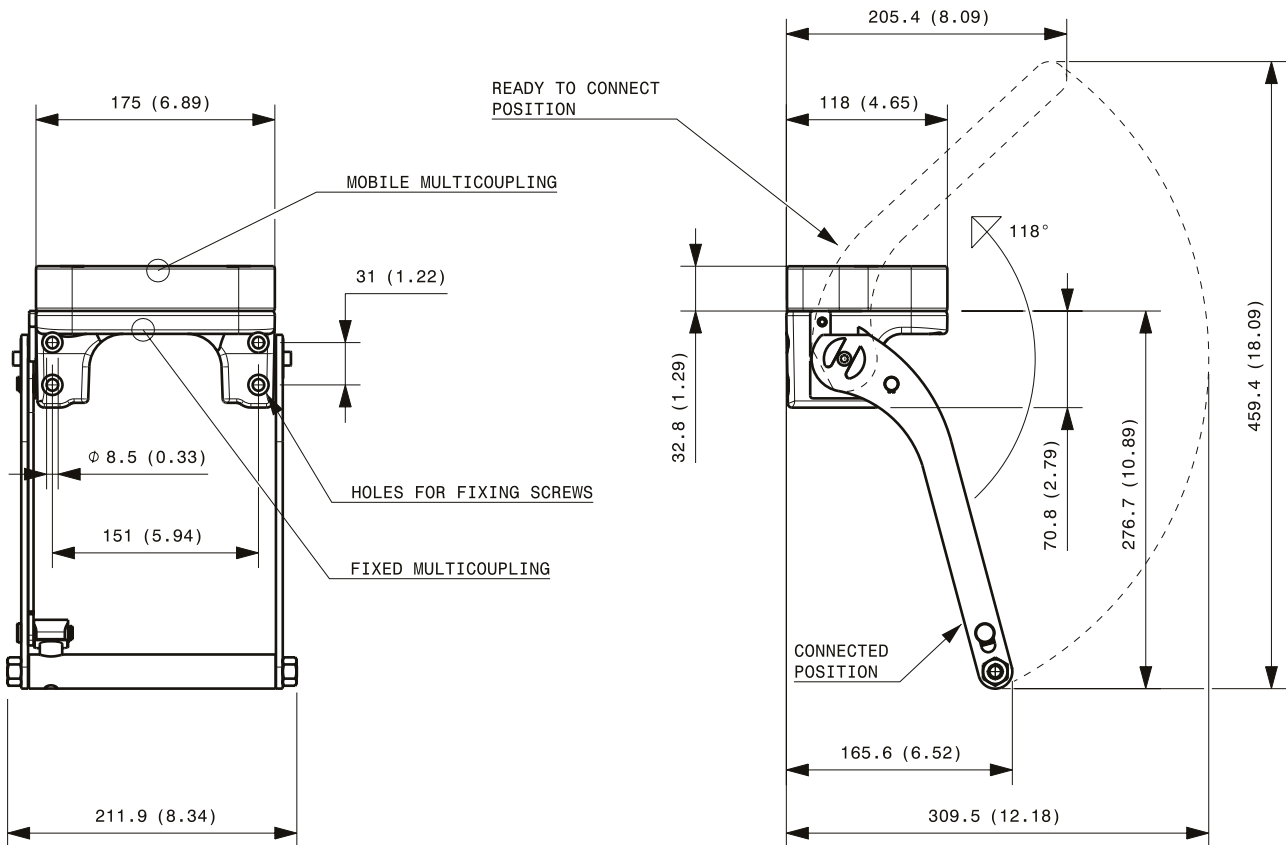 205.4 (8.09)
READY TO CONNECT
POSITION
175 (6.89)
118 (4.65)
MOBILE MULTICOUPLING
118°
31 (1.22)
32.8 (1.29)
459.4 (18.09)
⌀ 8.5 (0.33)
HOLES FOR FIXING SCREWS
70.8 (2.79)
276.7 (10.89)
151 (5.94)
FIXED MULTICOUPLING
CONNECTED
POSITION
165.6 (6.52)
211.9 (8.34)
309.5 (12.18)